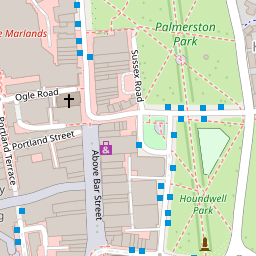 Palmerston
Park
e Marlands
Sussex Road
Ogle Road
Portland Street
Portland Terrace
Above Bar Street
Houndwell
Park
H
g